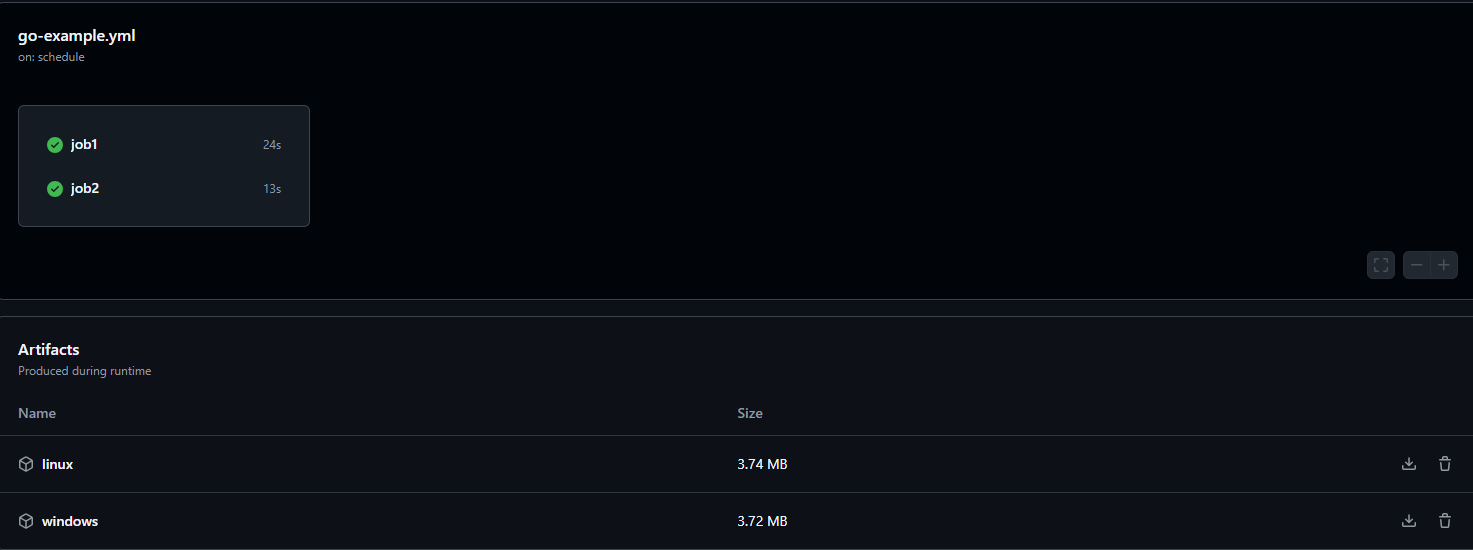 go-example.yml
on: schedule
job1 24s
job2 13s
Artifacts
Produced during runtime
Name Size
linux 3.74 MB
windows 3.72 MB